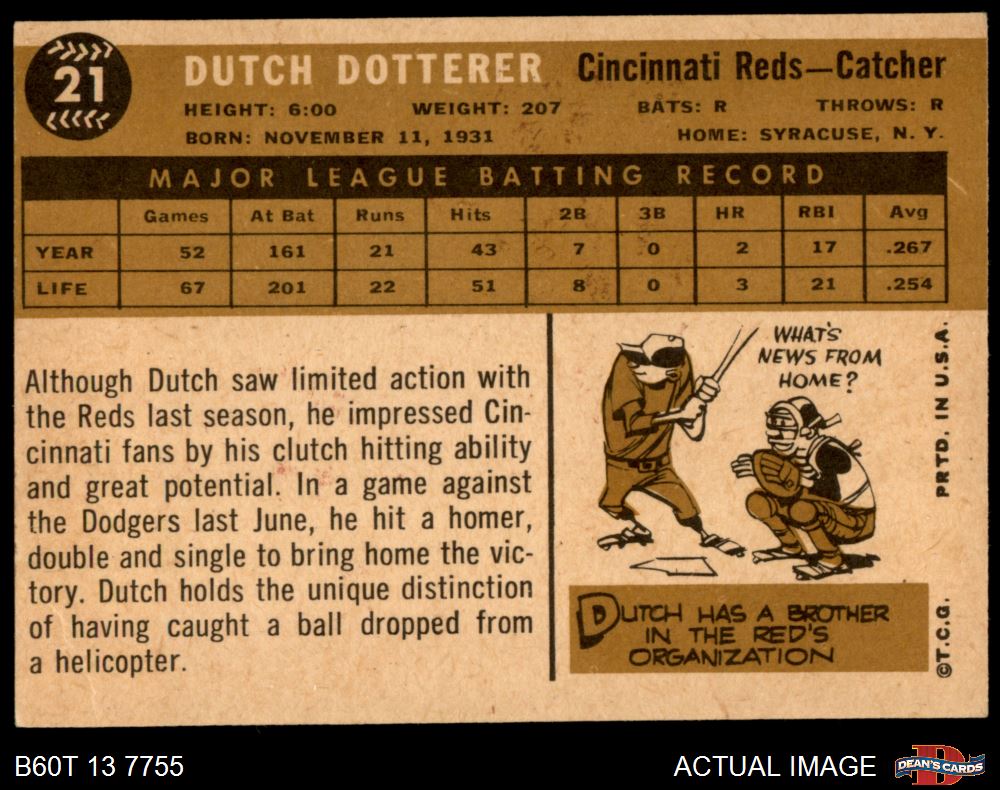 21
DUTCH DOTTERER Cincinnati Reds—Catcher
HEIGHT: 6:00 WEIGHT: 207 BATS: R THROWS: R
BORN: NOVEMBER 11, 1931 HOME: SYRACUSE, N. Y.
MAJOR LEAGUE BATTING RECORD
Games At Bat Runs Hits 2B 3B HR RBI Avg
YEAR 52 161 21 43 7 0 2 17 .267
LIFE 67 201 22 51 8 0 3 21 .254
Although Dutch saw limited action with
the Reds last season, he impressed Cin-
cinnati fans by his clutch hitting ability
and great potential. In a game against
the Dodgers last June, he hit a homer,
double and single to bring home the vic-
tory. Dutch holds the unique distinction
of having caught a ball dropped from
a helicopter.
WHAT'S
NEWS FROM
HOME?
DUTCH HAS A BROTHER
IN THE RED'S
ORGANIZATION
©T.C.G. PRTD. IN U.S.A.
B60T 13 7755 ACTUAL IMAGE DEAN'S CARDS